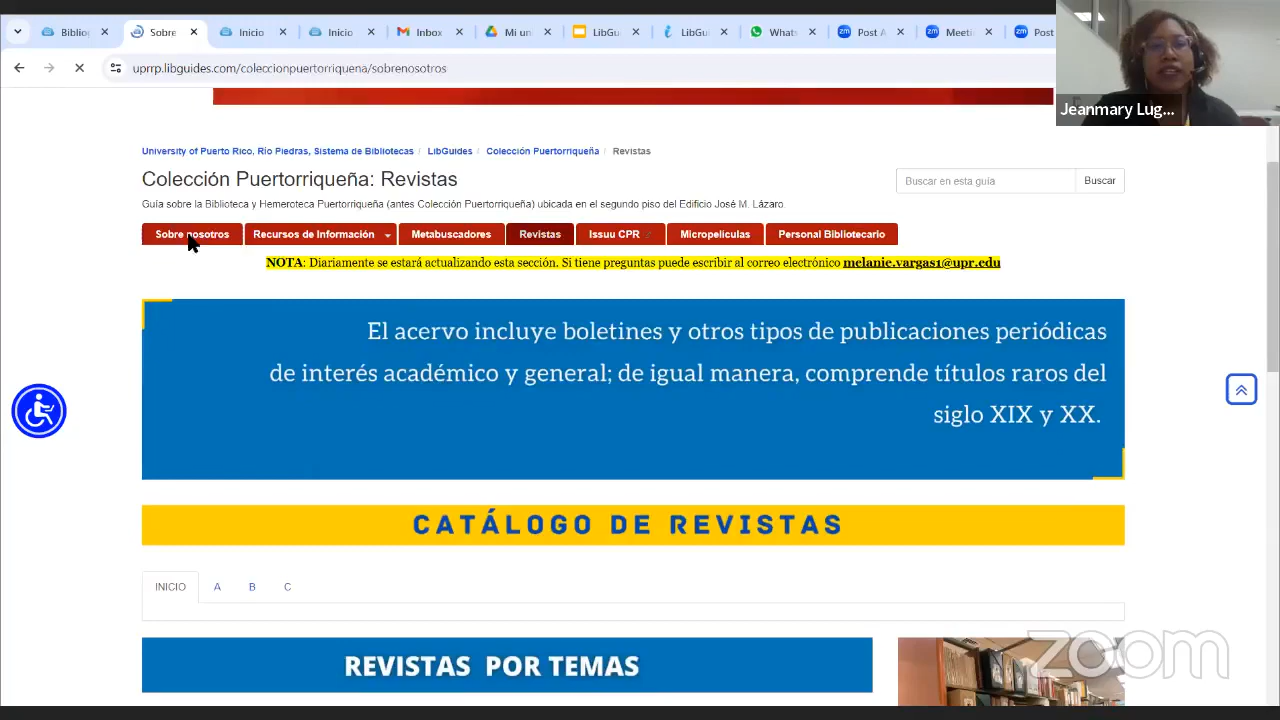 Bibliog
Sobre
Inicio
Inicio
Inbox
Mi un
LibGu
LibGu
Whats
Post A
Meetin
Post
uprrp.libguides.com/coleccionpuertorriquena/sobrenosotros
Jeanmary Lug...
University of Puerto Rico, Río Piedras, Sistema de Bibliotecas / LibGuides / Colección Puertorriqueña / Revistas
Colección Puertorriqueña: Revistas
Buscar en esta guía Buscar
Guía sobre la Biblioteca y Hemeroteca Puertorriqueña (antes Colección Puertorriqueña) ubicada en el segundo piso del Edificio José M. Lázaro.
Sobre nosotros Recursos de Información Metabuscadores Revistas Issuu CPR Micropelículas Personal Bibliotecario
NOTA: Diariamente se estará actualizando esta sección. Si tiene preguntas puede escribir al correo electrónico melanie.vargas1@upr.edu
El acervo incluye boletines y otros tipos de publicaciones periódicas
de interés académico y general; de igual manera, comprende títulos raros del
siglo XIX y XX.
CATÁLOGO DE REVISTAS
INICIO A B C
REVISTAS POR TEMAS
zoom